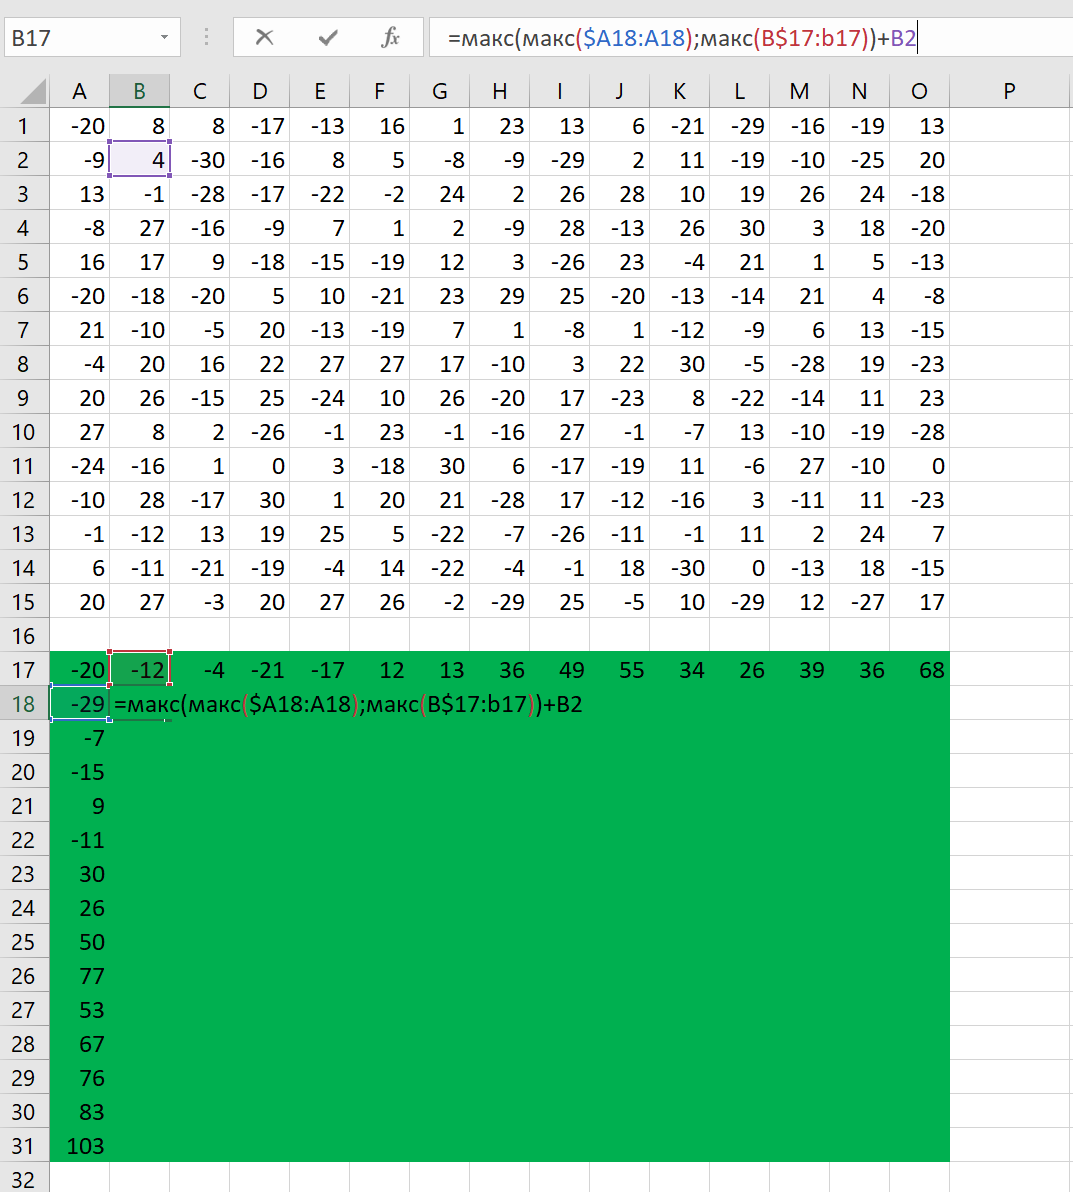 B17 fx =макс(макс($A18:A18);макс(B$17:b17))+B2
A B C D E F G H I J K L M N O P
1 -20 8 8 -17 -13 16 1 23 13 6 -21 -29 -16 -19 13
2 -9 4 -30 -16 8 5 -8 -9 -29 2 11 -19 -10 -25 20
3 13 -1 -28 -17 -22 -2 24 2 26 28 10 19 26 24 -18
4 -8 27 -16 -9 7 1 2 -9 28 -13 26 30 3 18 -20
5 16 17 9 -18 -15 -19 12 3 -26 23 -4 21 1 5 -13
6 -20 -18 -20 5 10 -21 23 29 25 -20 -13 -14 21 4 -8
7 21 -10 -5 20 -13 -19 7 1 -8 1 -12 -9 6 13 -15
8 -4 20 16 22 27 27 17 -10 3 22 30 -5 -28 19 -23
9 20 26 -15 25 -24 10 26 -20 17 -23 8 -22 -14 11 23
10 27 8 2 -26 -1 23 -1 -16 27 -1 -7 13 -10 -19 -28
11 -24 -16 1 0 3 -18 30 6 -17 -19 11 -6 27 -10 0
12 -10 28 -17 30 1 20 21 -28 17 -12 -16 3 -11 11 -23
13 -1 -12 13 19 25 5 -22 -7 -26 -11 -1 11 2 24 7
14 6 -11 -21 -19 -4 14 -22 -4 -1 18 -30 0 -13 18 -15
15 20 27 -3 20 27 26 -2 -29 25 -5 10 -29 12 -27 17
16
17 -20 -12 -4 -21 -17 12 13 36 49 55 34 26 39 36 68
18 -29 =макс(макс($A18:A18);макс(B$17:b17))+B2
19 -7
20 -15
21 9
22 -11
23 30
24 26
25 50
26 77
27 53
28 67
29 76
30 83
31 103
32